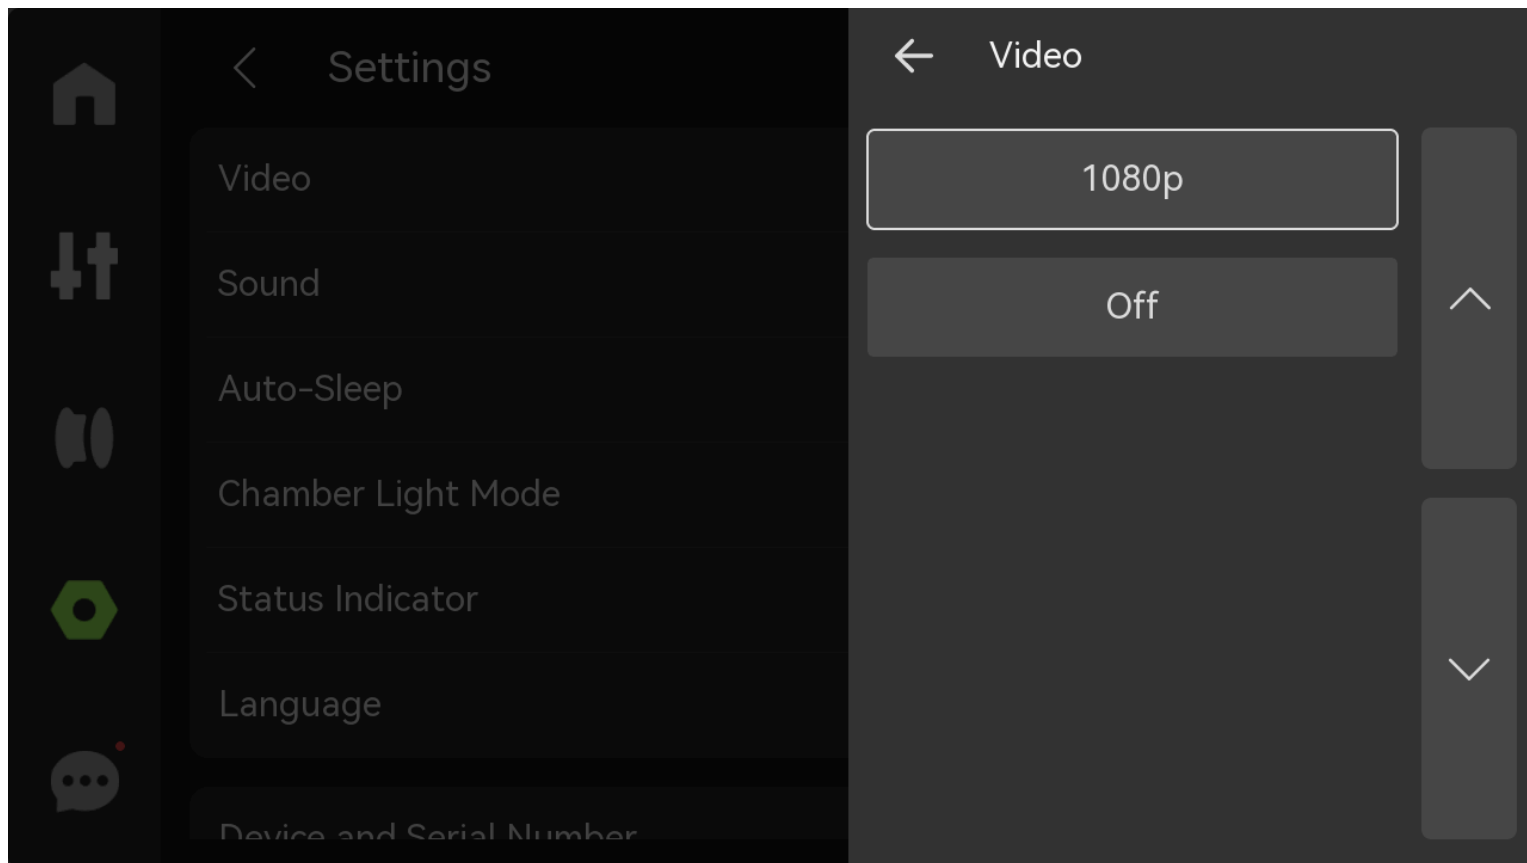 Settings
Video
Sound
Auto-Sleep
Chamber Light Mode
Status Indicator
Language
Device and Serial Number
Video
1080p
Off